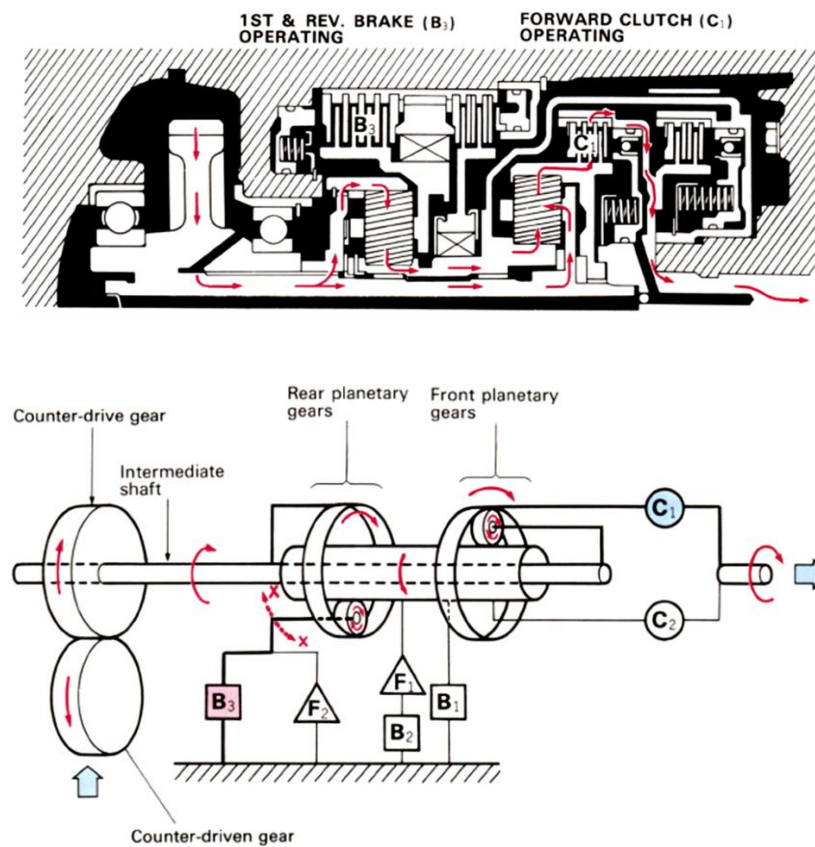 1ST & REV. BRAKE (B₃)
OPERATING
FORWARD CLUTCH (C₁)
OPERATING
B₃
C₁
Rear planetary
gears
Front planetary
gears
Counter-drive gear
Intermediate
shaft
C₁
C₂
x
x
B₃
F₂
F₁
B₂
B₁
Counter-driven gear